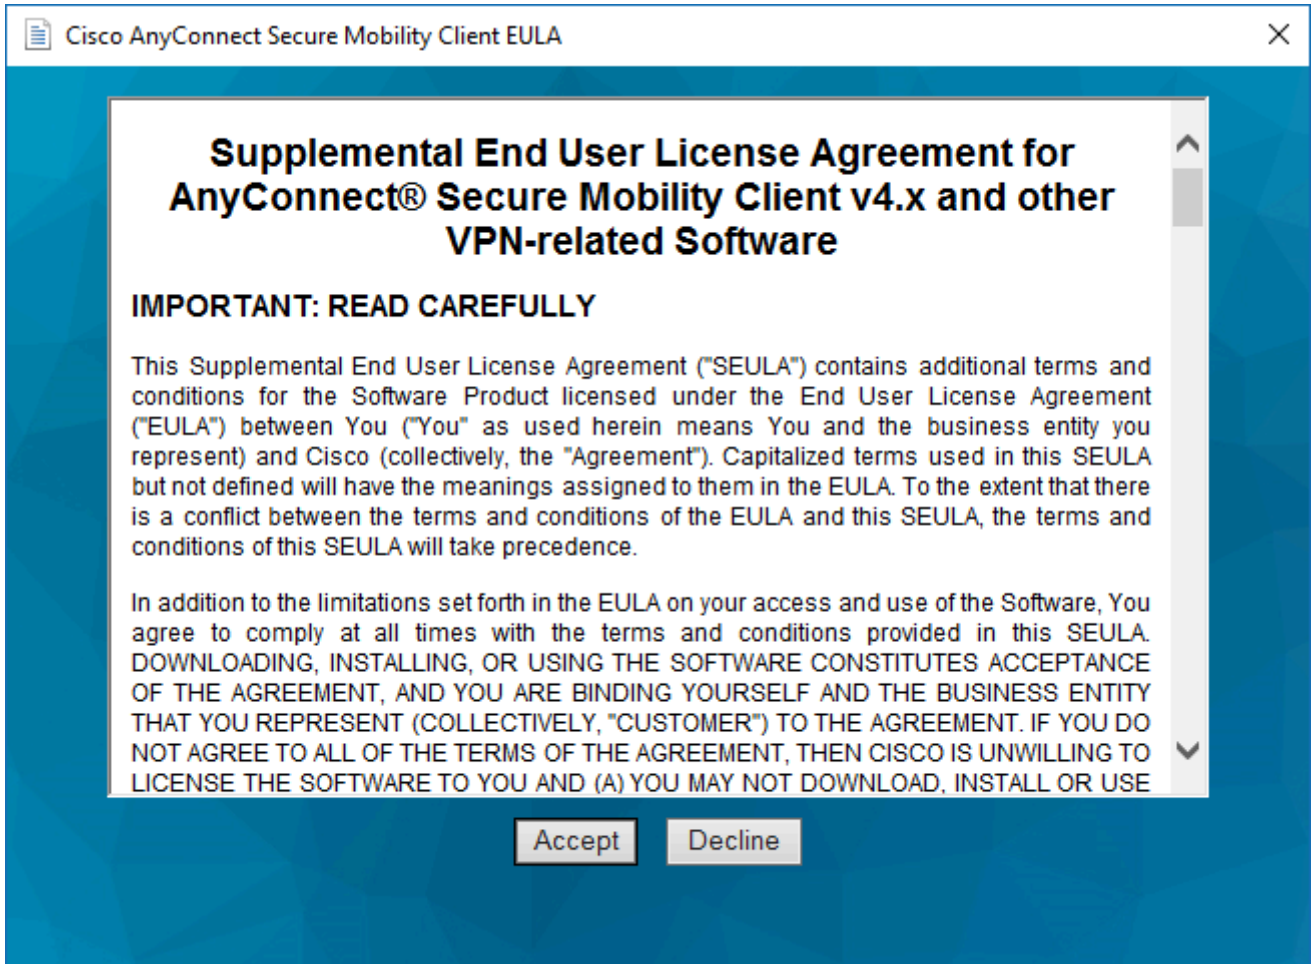 Cisco AnyConnect Secure Mobility Client EULA
Supplemental End User License Agreement for
AnyConnect® Secure Mobility Client v4.x and other
VPN-related Software
IMPORTANT: READ CAREFULLY
This Supplemental End User License Agreement ("SEULA") contains additional terms and
conditions for the Software Product licensed under the End User License Agreement
("EULA") between You ("You" as used herein means You and the business entity you
represent) and Cisco (collectively, the "Agreement"). Capitalized terms used in this SEULA
but not defined will have the meanings assigned to them in the EULA. To the extent that there
is a conflict between the terms and conditions of the EULA and this SEULA, the terms and
conditions of this SEULA will take precedence.
In addition to the limitations set forth in the EULA on your access and use of the Software, You
agree to comply at all times with the terms and conditions provided in this SEULA.
DOWNLOADING, INSTALLING, OR USING THE SOFTWARE CONSTITUTES ACCEPTANCE
OF THE AGREEMENT, AND YOU ARE BINDING YOURSELF AND THE BUSINESS ENTITY
THAT YOU REPRESENT (COLLECTIVELY, "CUSTOMER") TO THE AGREEMENT. IF YOU DO
NOT AGREE TO ALL OF THE TERMS OF THE AGREEMENT, THEN CISCO IS UNWILLING TO
LICENSE THE SOFTWARE TO YOU AND (A) YOU MAY NOT DOWNLOAD, INSTALL OR USE
Accept Decline